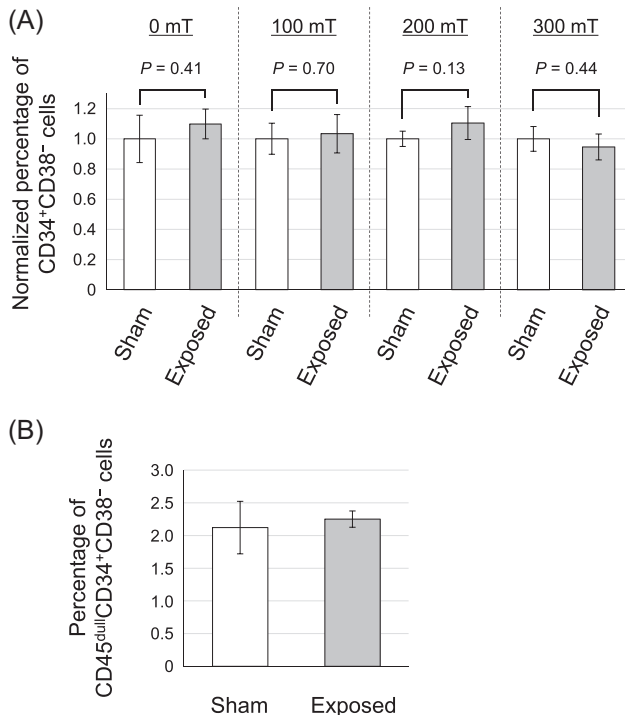 (A)
0 mT 100 mT 200 mT 300 mT
P = 0.41 P = 0.70 P = 0.13 P = 0.44
Normalized percentage of
CD34⁺CD38⁻ cells
1.2
1.0
0.8
0.6
0.4
0.2
0
Sham Exposed Sham Exposed Sham Exposed Sham Exposed
(B)
Percentage of
CD45ᵈᵘˡˡCD34⁺CD38⁻ cells
3.0
2.5
2.0
1.5
1.0
0.5
0
Sham Exposed